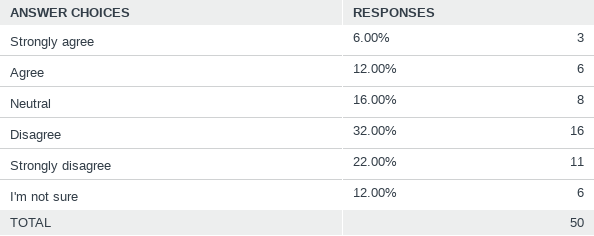 ANSWER CHOICES RESPONSES
Strongly agree 6.00% 3
Agree 12.00% 6
Neutral 16.00% 8
Disagree 32.00% 16
Strongly disagree 22.00% 11
I'm not sure 12.00% 6
TOTAL 50